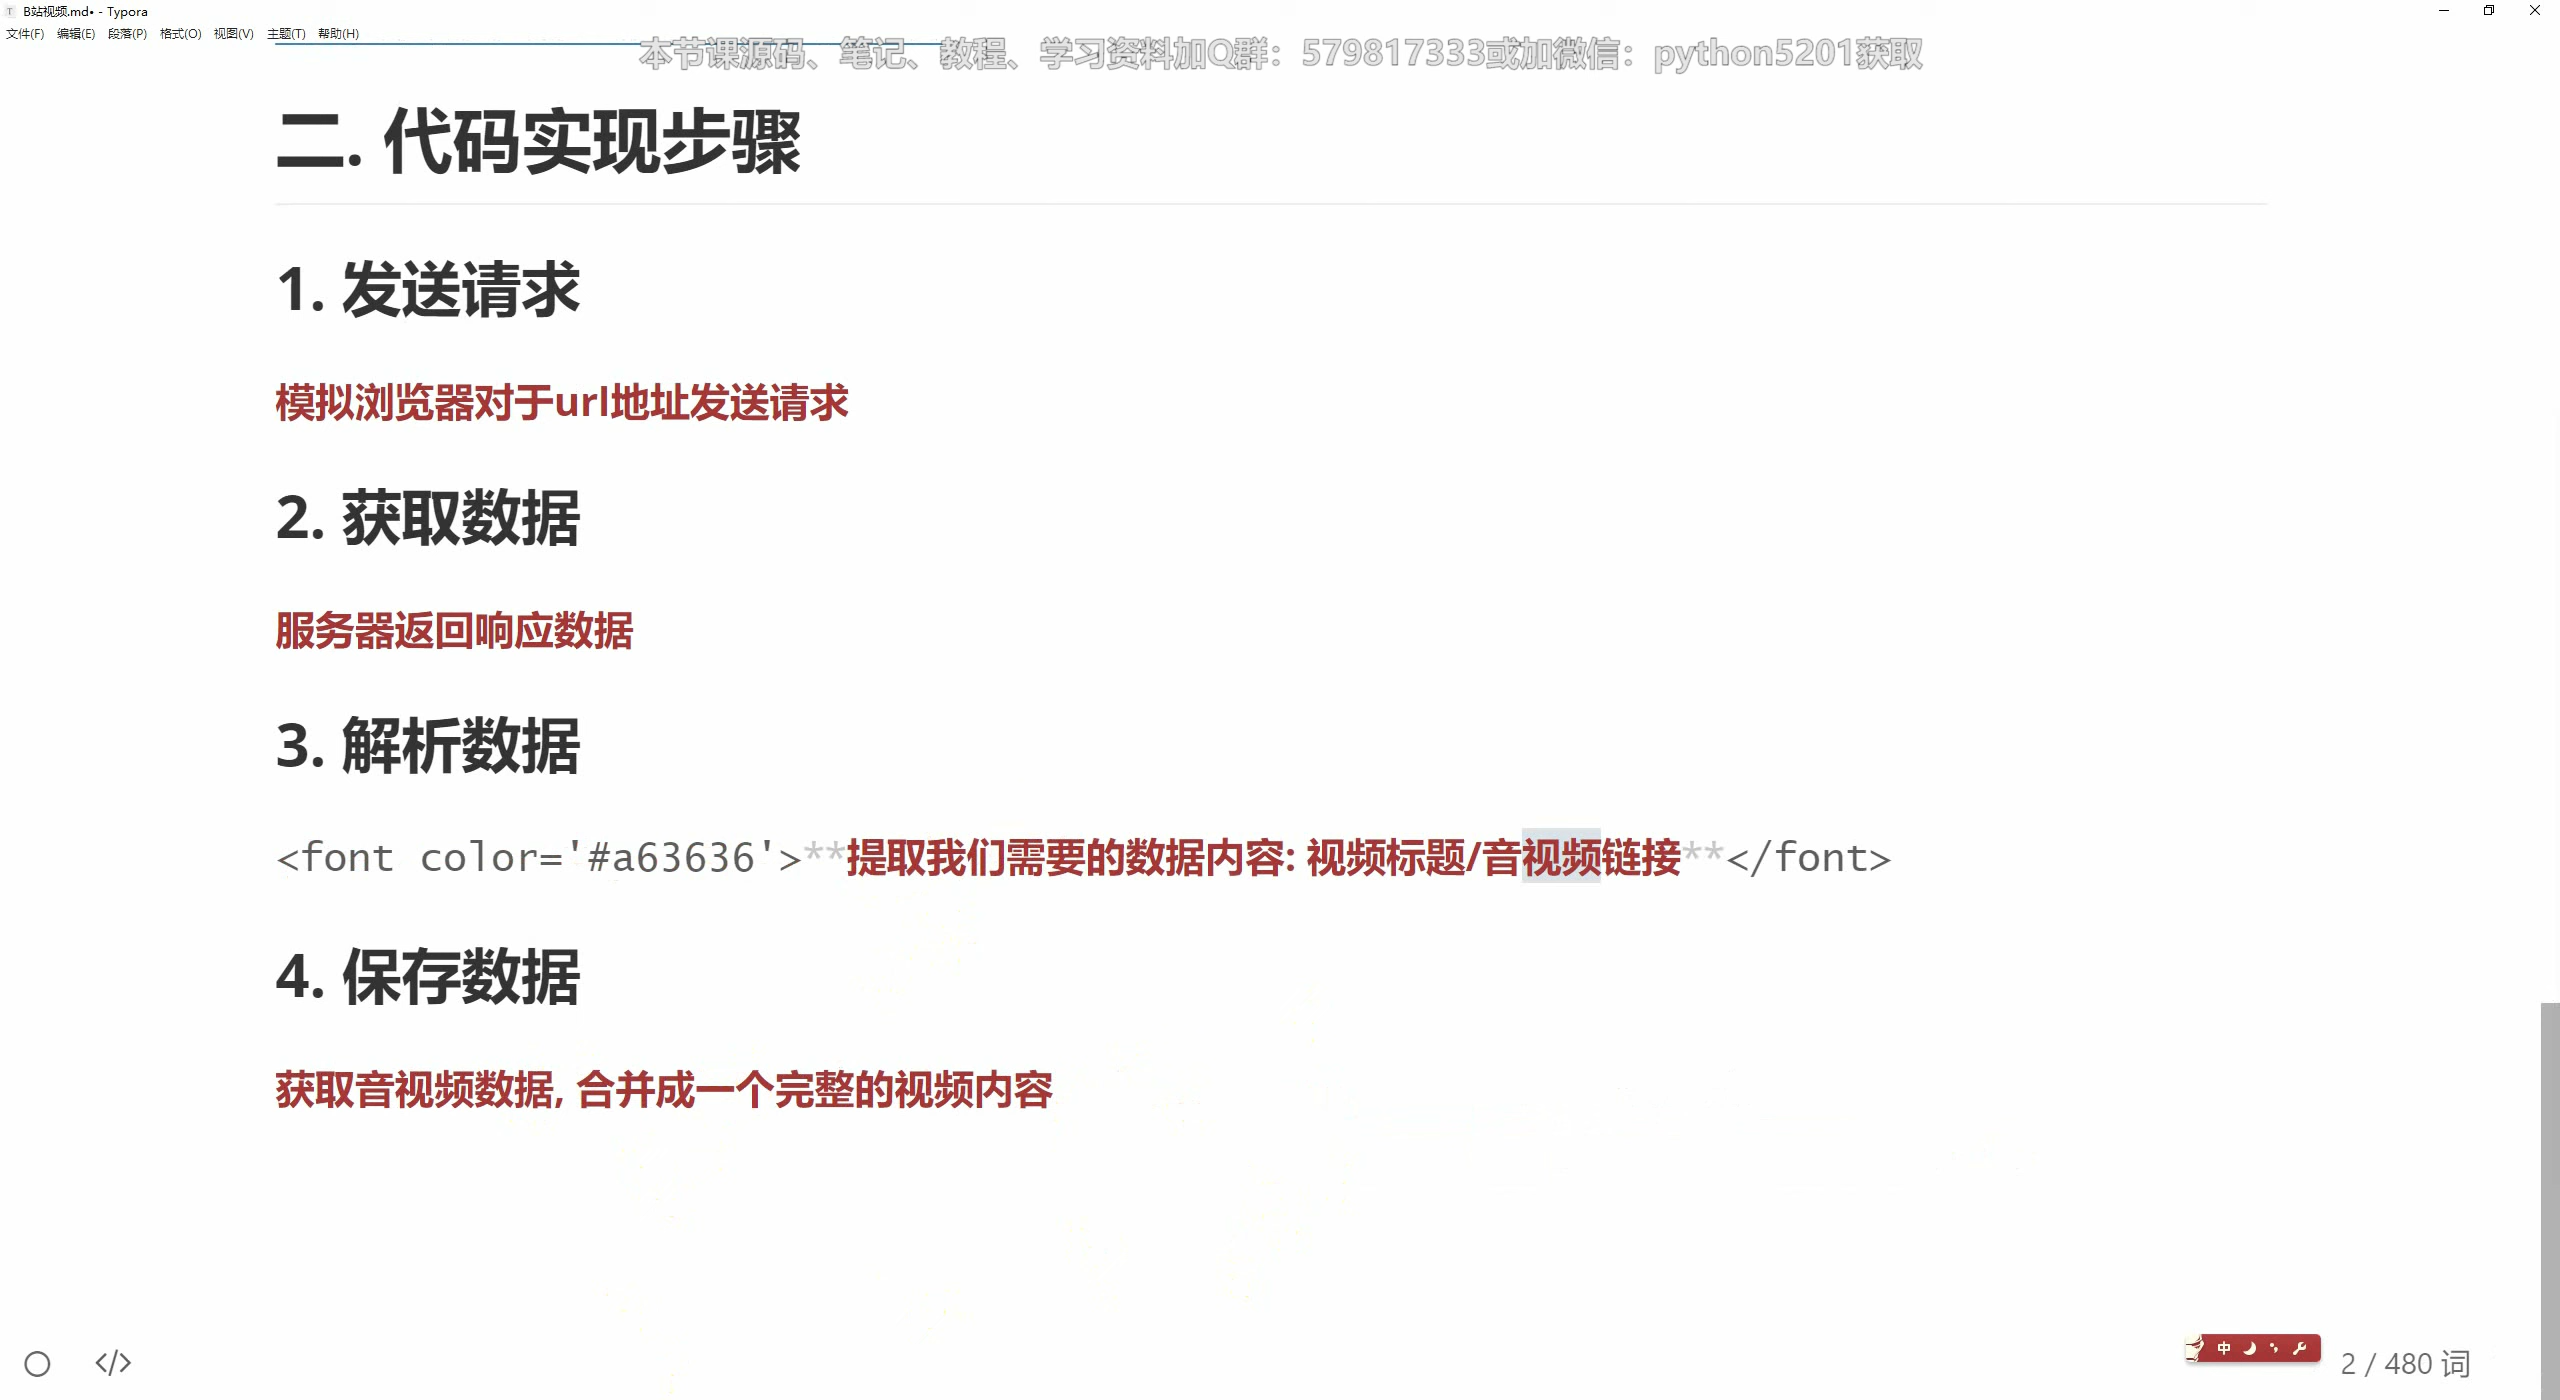 B站视频.md• - Typora
文件(F) 编辑(E) 段落(P) 格式(O) 视图(V) 主题(T) 帮助(H)
本节课源码、笔记、教程、学习资料加Q群：579817333或加微信：python5201获取
二. 代码实现步骤
1. 发送请求
模拟浏览器对于url地址发送请求
2. 获取数据
服务器返回响应数据
3. 解析数据
<font color='#a63636'>**提取我们需要的数据内容: 视频标题/音视频链接**</font>
4. 保存数据
获取音视频数据, 合并成一个完整的视频内容
</>
中
2 / 480 词